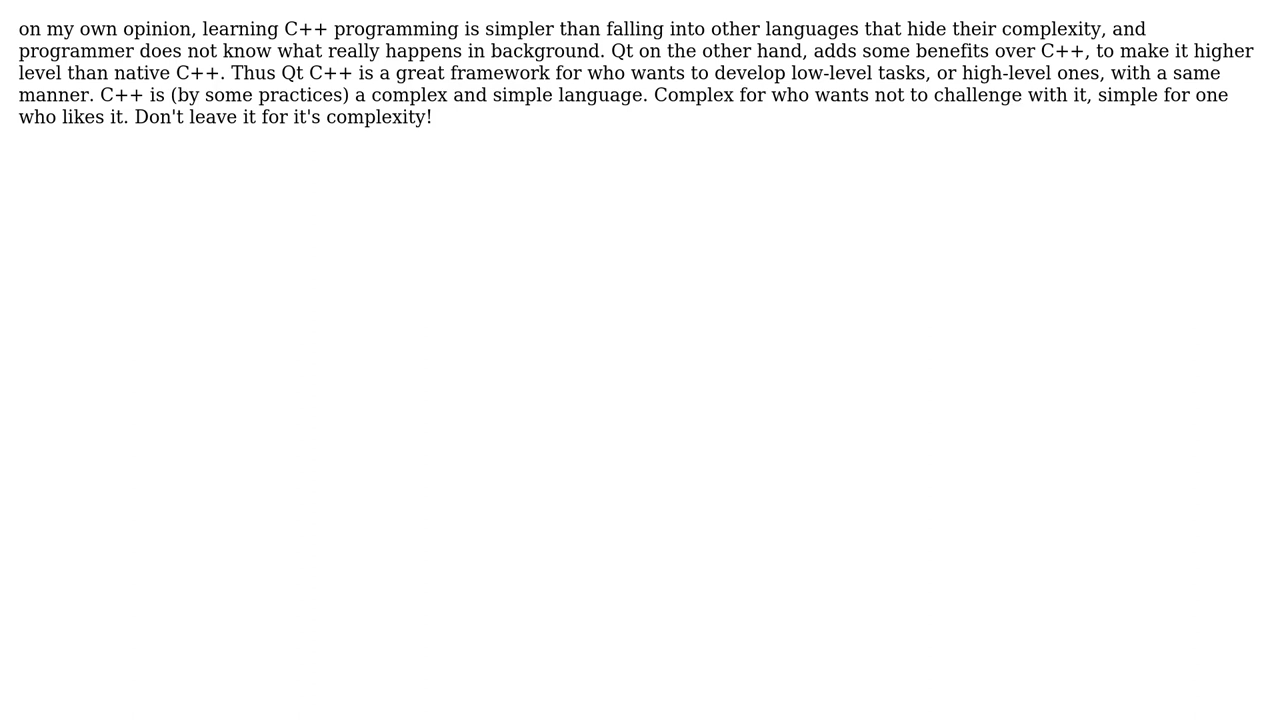 on my own opinion, learning C++ programming is simpler than falling into other languages that hide their complexity, and
programmer does not know what really happens in background. Qt on the other hand, adds some benefits over C++, to make it higher
level than native C++. Thus Qt C++ is a great framework for who wants to develop low-level tasks, or high-level ones, with a same
manner. C++ is (by some practices) a complex and simple language. Complex for who wants not to challenge with it, simple for one
who likes it. Don't leave it for it's complexity!